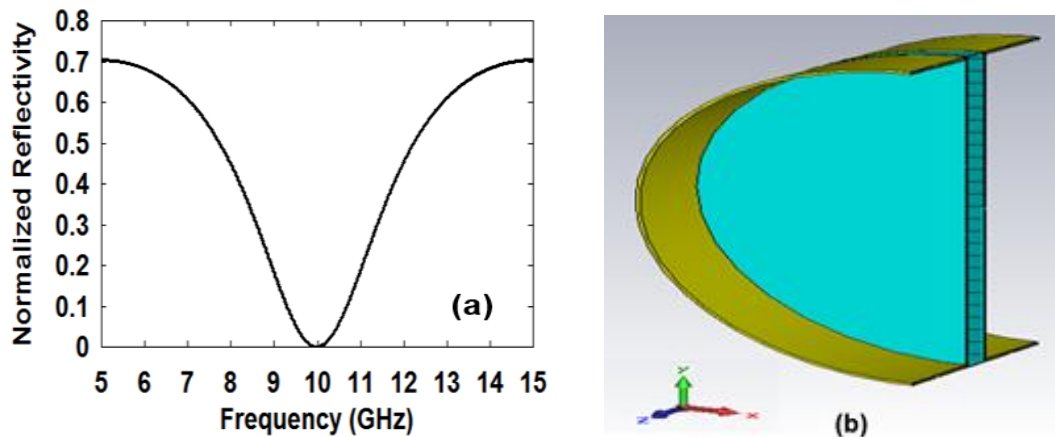 Normalized Reflectivity
0.8
0.7
0.6
0.5
0.4
0.3
0.2
0.1
0
(a)
5 6 7 8 9 10 11 12 13 14 15
Frequency (GHz)
Y
Z
X
(b)